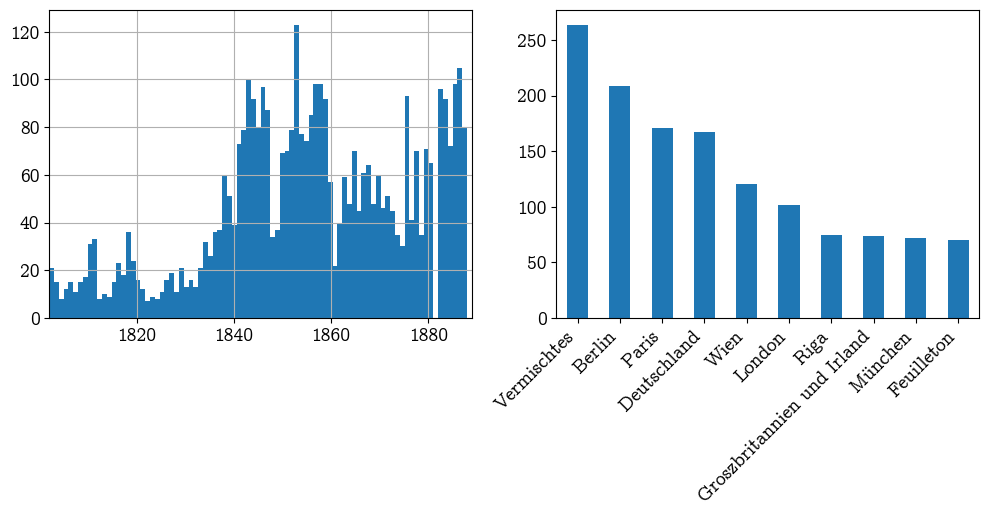 120
100
80
60
40
20
0
1820 1840 1860 1880
250
200
150
100
50
0
Vermischtes
Berlin
Paris
Deutschland
Wien
London
Riga
Groszbritannien und Irland
München
Feuilleton